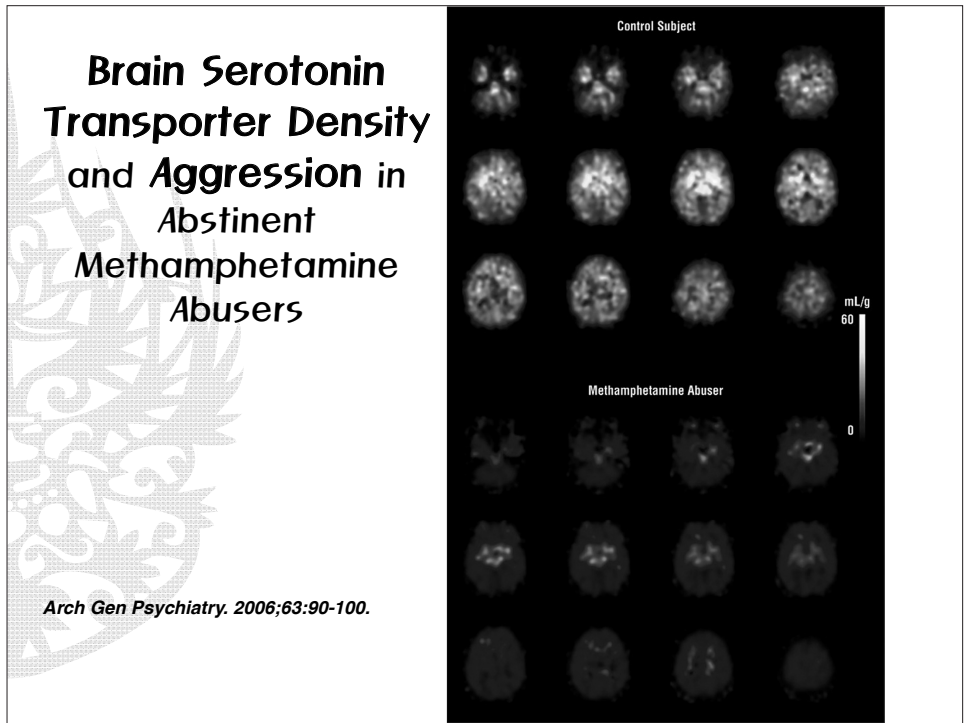 Brain Serotonin
Transporter Density
and Aggression in
Abstinent
Methamphetamine
Abusers
Arch Gen Psychiatry. 2006;63:90-100.
Control Subject
mL/g
60
0
Methamphetamine Abuser